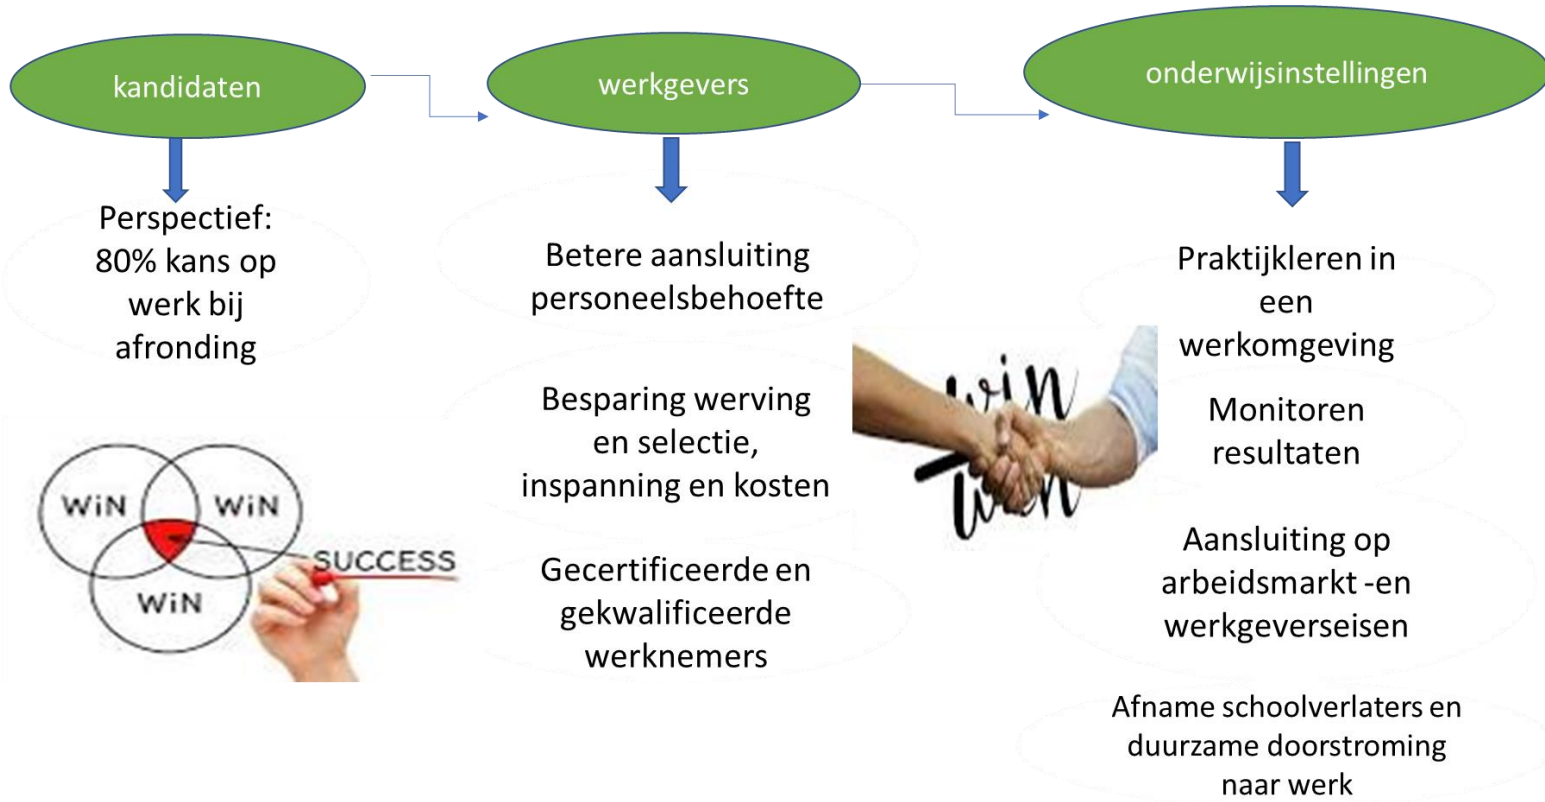 kandidaten
werkgevers
onderwijsinstellingen
Perspectief:
80% kans op
werk bij
afronding
WiN
WiN
WiN
SUCCESS
Betere aansluiting
personeelsbehoefte
Besparing werving
en selectie,
inspanning en kosten
Gecertificeerde en
gekwalificeerde
werknemers
win
win
Praktijkleren in
een
werkomgeving
Monitoren
resultaten
Aansluiting op
arbeidsmarkt -en
werkgeverseisen
Afname schoolverlaters en
duurzame doorstroming
naar werk